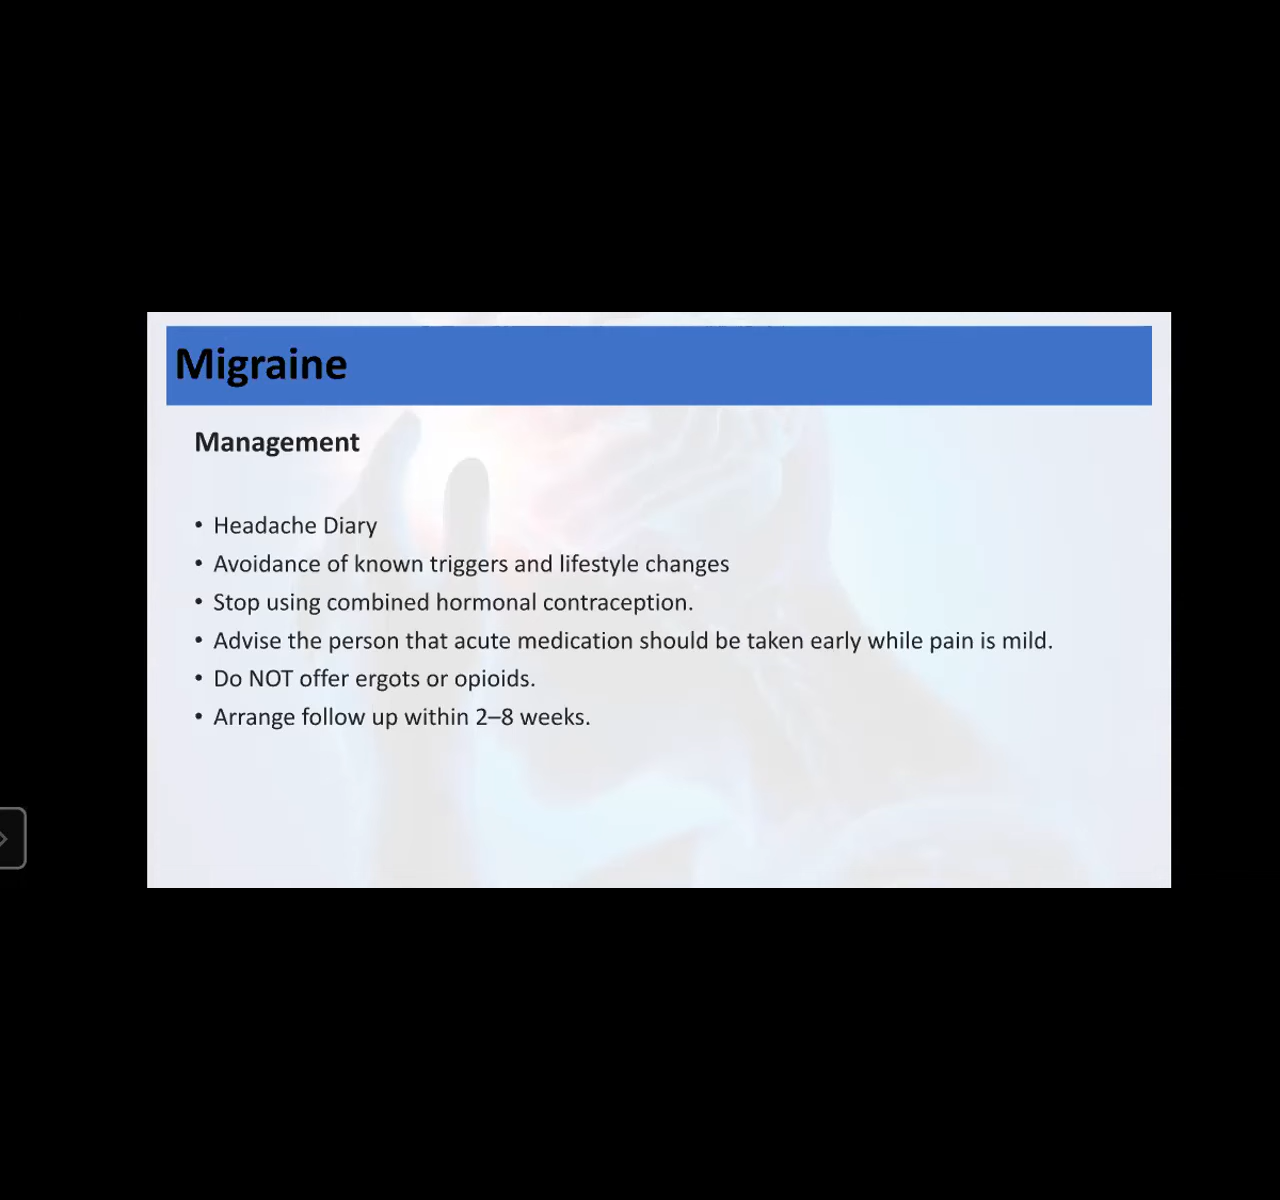 Migraine
Management
• Headache Diary
• Avoidance of known triggers and lifestyle changes
• Stop using combined hormonal contraception.
• Advise the person that acute medication should be taken early while pain is mild.
• Do NOT offer ergots or opioids.
• Arrange follow up within 2–8 weeks.